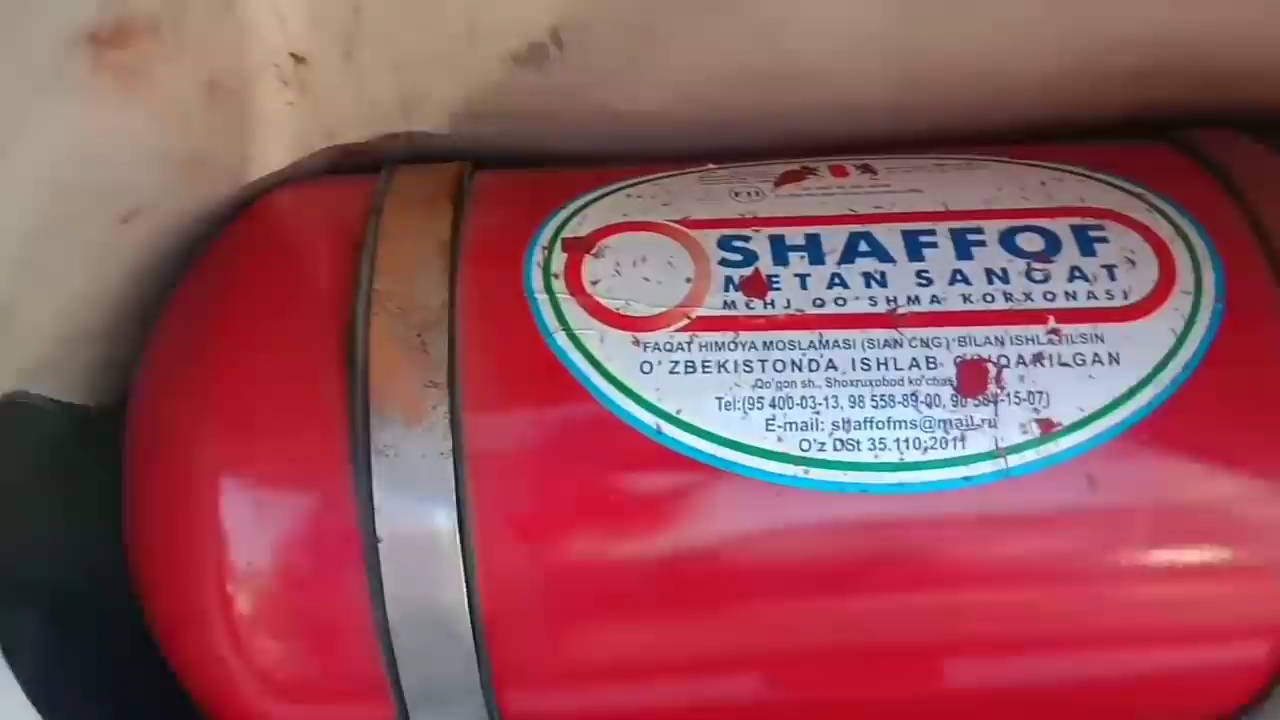 SHAFFOF
METAN SANOAT
MCHJ QO'SHMA KORXONASI
FAQAT HIMOYA MOSLAMASI (SIAN CNG) BILAN ISHLATILSIN
O'ZBEKISTONDA ISHLAB CHIQARILGAN
Qo'qon sh., Shoxruxobod
Tel:(95 400-03-13, 98 558-89-00, 90 584-15-07)
E-mail: shaffofms@mail.ru
O'z DSt 35.110:2011